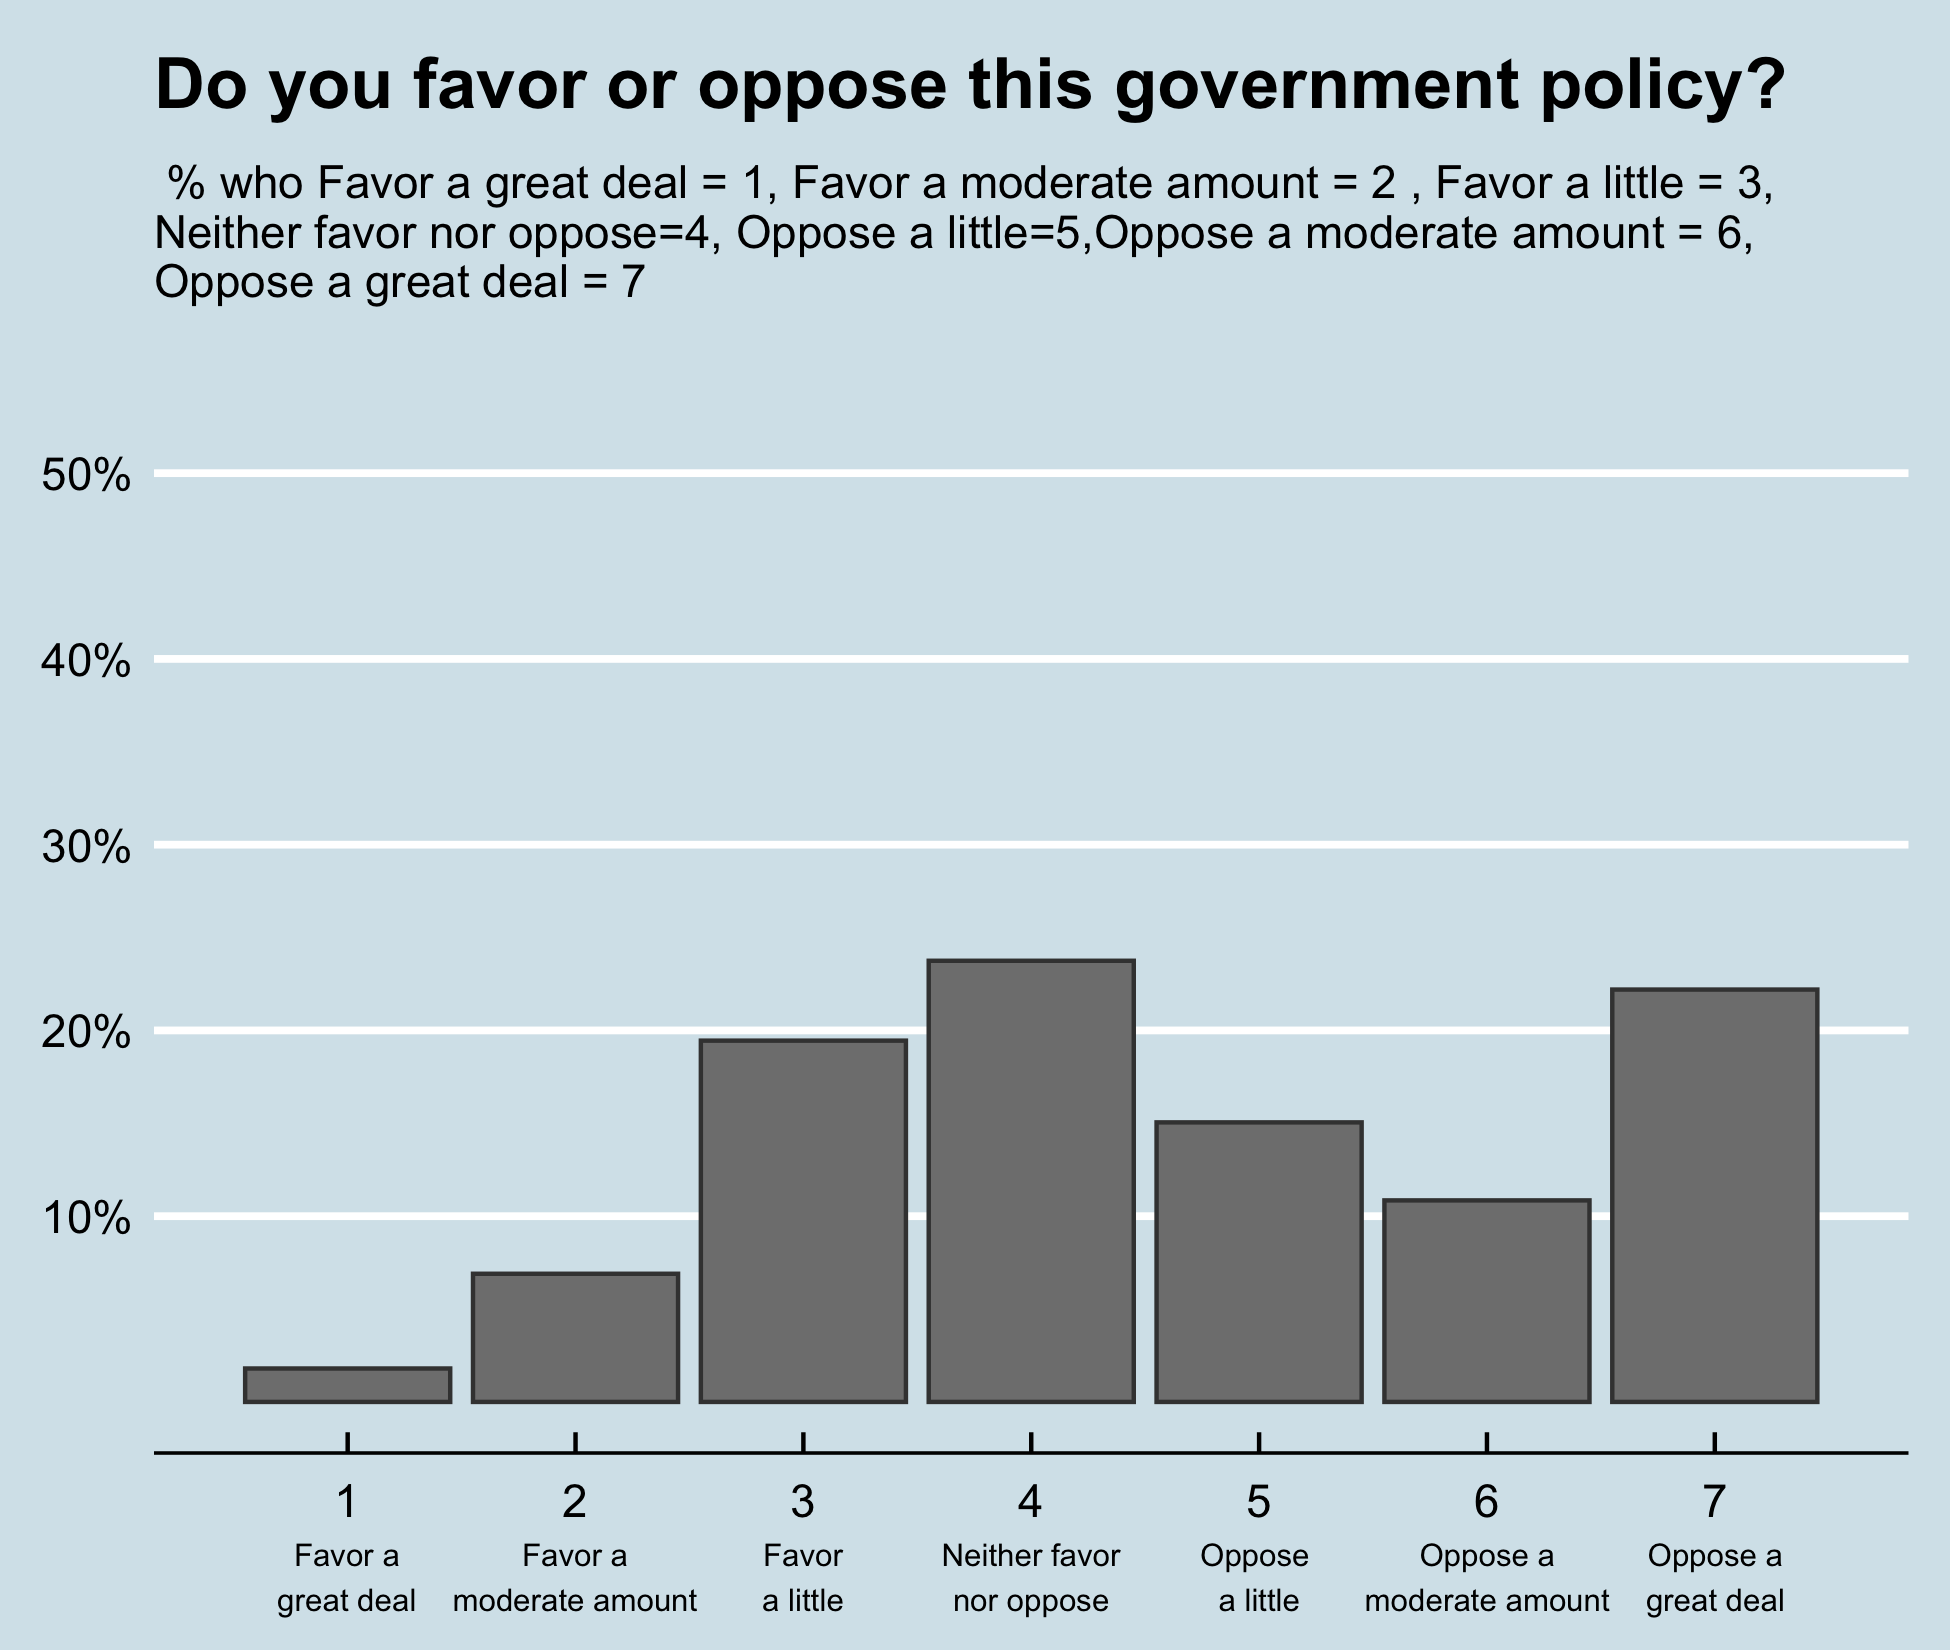 Do you favor or oppose this government policy?
% who Favor a great deal = 1, Favor a moderate amount = 2 , Favor a little = 3,
Neither favor nor oppose=4, Oppose a little=5,Oppose a moderate amount = 6,
Oppose a great deal = 7
50%
40%
30%
20%
10%
1 2 3 4 5 6 7
Favor a Favor a Favor Neither favor Oppose Oppose a Oppose a
great deal moderate amount a little nor oppose a little moderate amount great deal